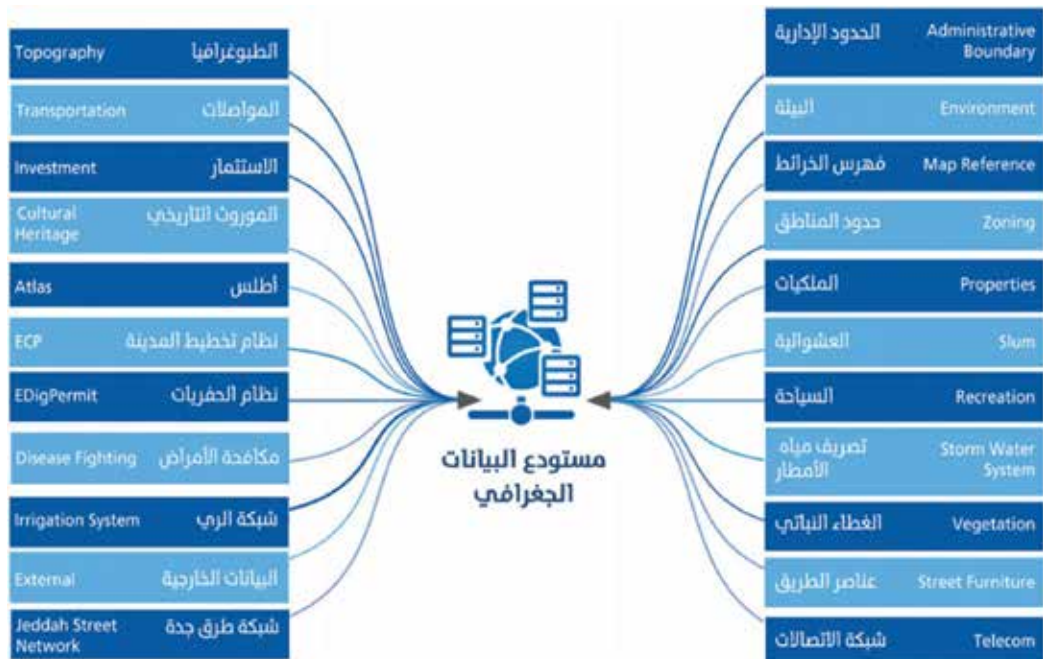 Topography الطبوغرافيا
Transportation المواصلات
Investment الاستثمار
Cultural Heritage الموروث التاريخي
Atlas أطلس
ECP نظام تخطيط المدينة
EDigPermit نظام الحفريات
Disease Fighting مكافحة الأمراض
Irrigation System شبكة الري
External البيانات الخارجية
Jeddah Street Network شبكة طرق جدة
مستودع البيانات
الجغرافي
الحدود الإدارية Administrative Boundary
البيئة Environment
فهرس الخرائط Map Reference
حدود المناطق Zoning
الملكيات Properties
العشوائية Slum
السياحة Recreation
تصريف مياه الأمطار Storm Water System
الغطاء النباتي Vegetation
عناصر الطريق Street Furniture
شبكة الاتصالات Telecom